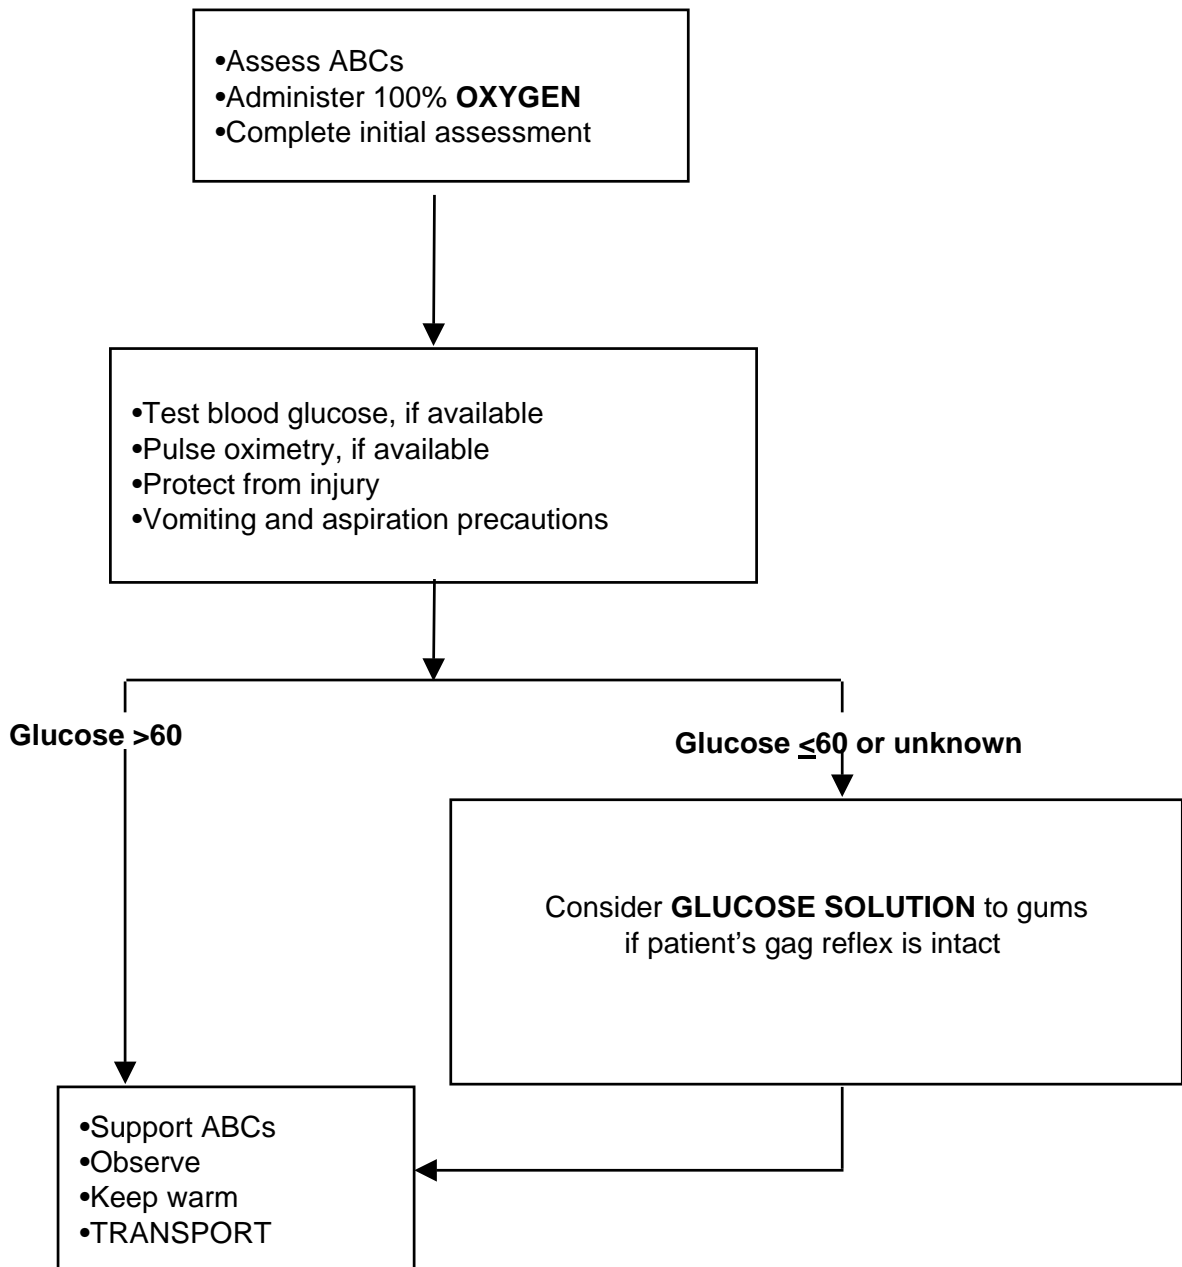 •Assess ABCs
•Administer 100% OXYGEN
•Complete initial assessment
•Test blood glucose, if available
•Pulse oximetry, if available
•Protect from injury
•Vomiting and aspiration precautions
Glucose >60
Glucose ≤60 or unknown
Consider GLUCOSE SOLUTION to gums
if patient’s gag reflex is intact
•Support ABCs
•Observe
•Keep warm
•TRANSPORT